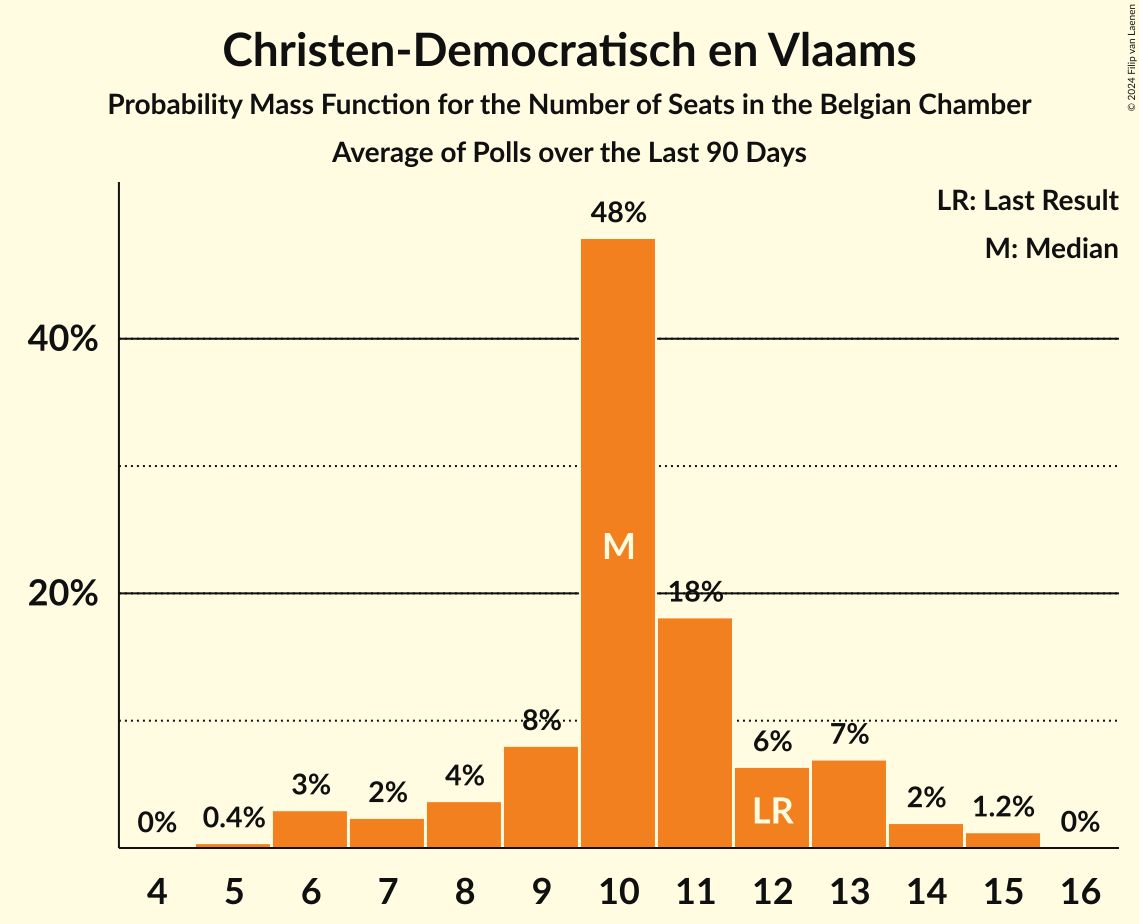 Christen-Democratisch en Vlaams
Probability Mass Function for the Number of Seats in the Belgian Chamber
Average of Polls over the Last 90 Days
© 2024 Filip van Laenen
LR: Last Result
M: Median
48%
40%
M
20%
18%
8%
7%
6%
4%
3%
2%
2%
1.2%
0.4%
0%
0%
LR
4 5 6 7 8 9 10 11 12 13 14 15 16